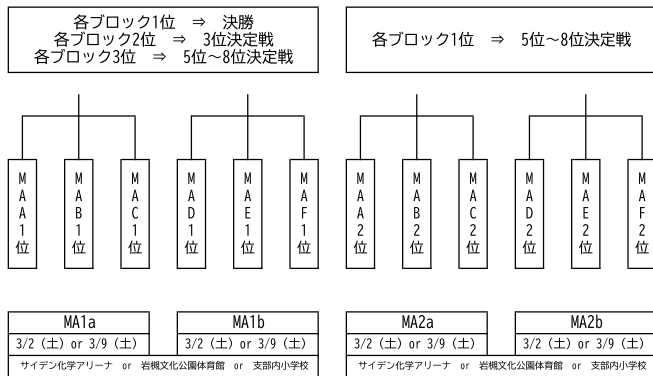 各ブロック1位 ⇒ 決勝
各ブロック2位 ⇒ 3位決定戦
各ブロック3位 ⇒ 5位～8位決定戦
各ブロック1位 ⇒ 5位～8位決定戦
MAA1位
MAB1位
MAC1位
MAD1位
MAE1位
MAF1位
MAA2位
MAB2位
MAC2位
MAD2位
MAE2位
MAF2位
MA1a
MA1b
MA2a
MA2b
3/2（土）or 3/9（土）
3/2（土）or 3/9（土）
3/2（土）or 3/9（土）
3/2（土）or 3/9（土）
サイデン化学アリーナ or 岩槻文化公園体育館 or 支部内小学校
サイデン化学アリーナ or 岩槻文化公園体育館 or 支部内小学校